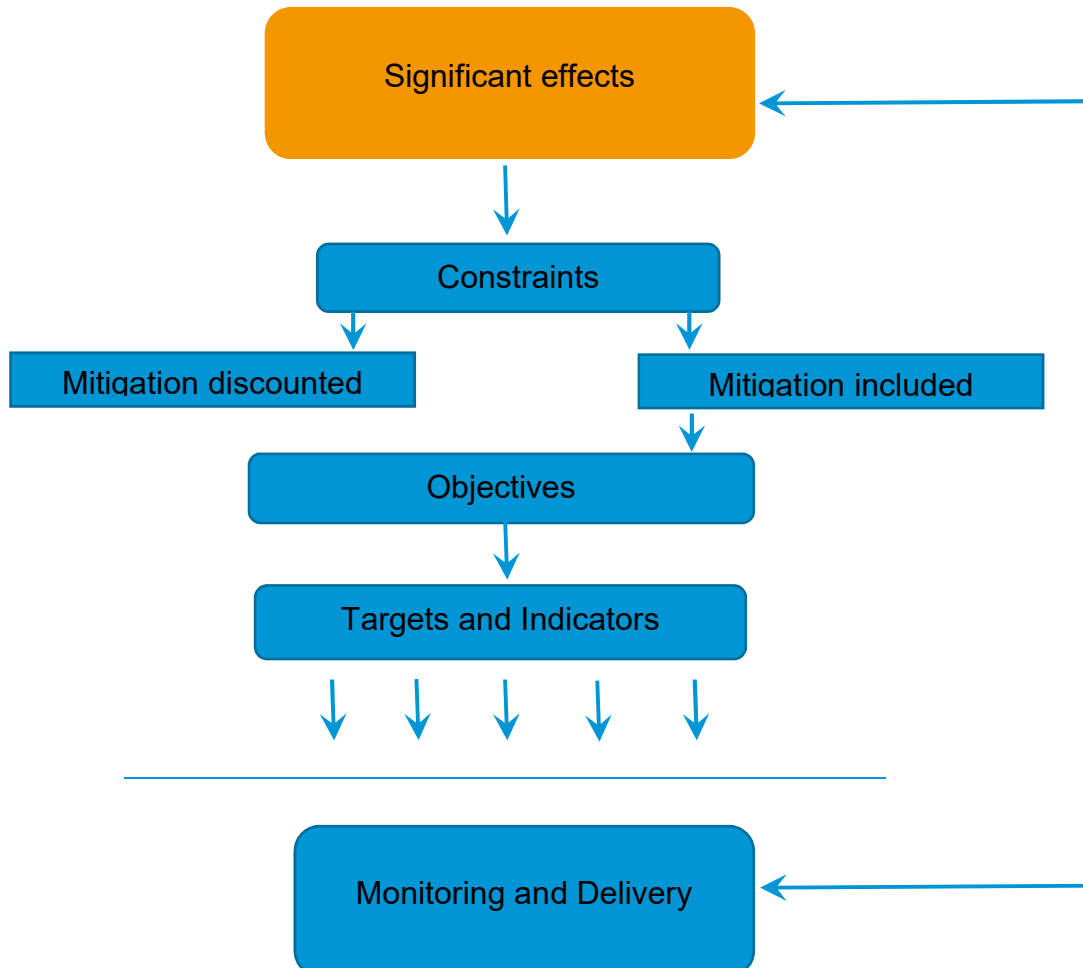 Significant effects
Constraints
Mitigation discounted
Mitigation included
Objectives
Targets and Indicators
Monitoring and Delivery